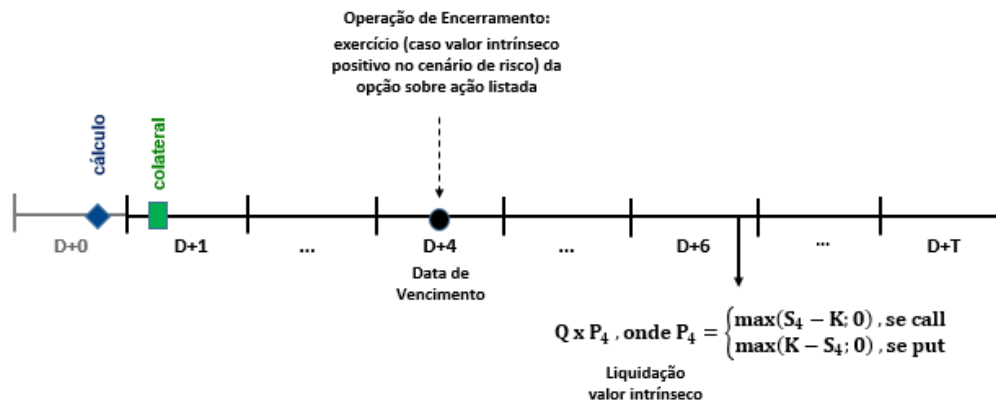 Operação de Encerramento:
exercício (caso valor intrínseco
positivo no cenário de risco) da
opção sobre ação listada
cálculo
colateral
D+0
D+1
...
D+4
...
D+6
...
D+T
Data de
Vencimento
Q x P₄ , onde P₄ = { max(S₄ − K; 0) , se call
max(K − S₄; 0) , se put
Liquidação
valor intrínseco